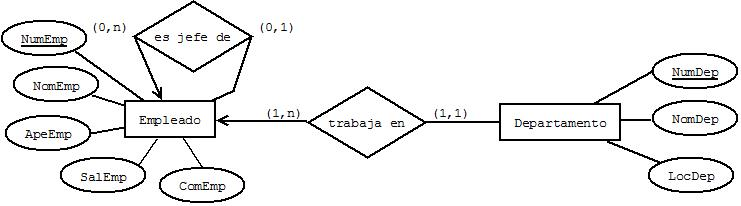 (0,n)
es jefe de
(0,1)
NumEmp
NomEmp
ApeEmp
SalEmp
ComEmp
Empleado
(1,n)
trabaja en
(1,1)
Departamento
NumDep
NomDep
LocDep